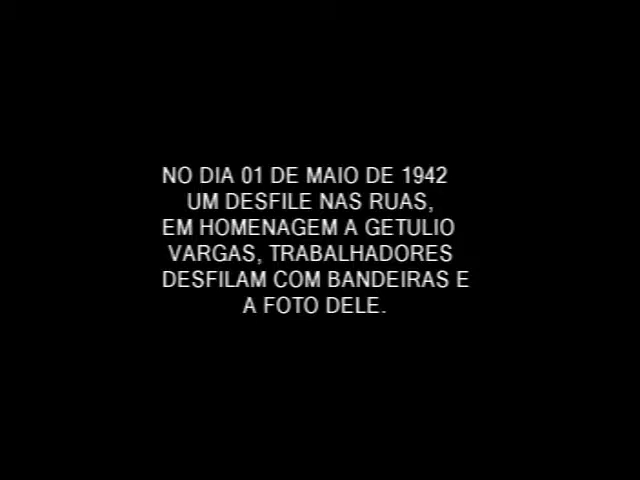 NO DIA 01 DE MAIO DE 1942
UM DESFILE NAS RUAS,
EM HOMENAGEM A GETULIO
VARGAS, TRABALHADORES
DESFILAM COM BANDEIRAS E
A FOTO DELE.